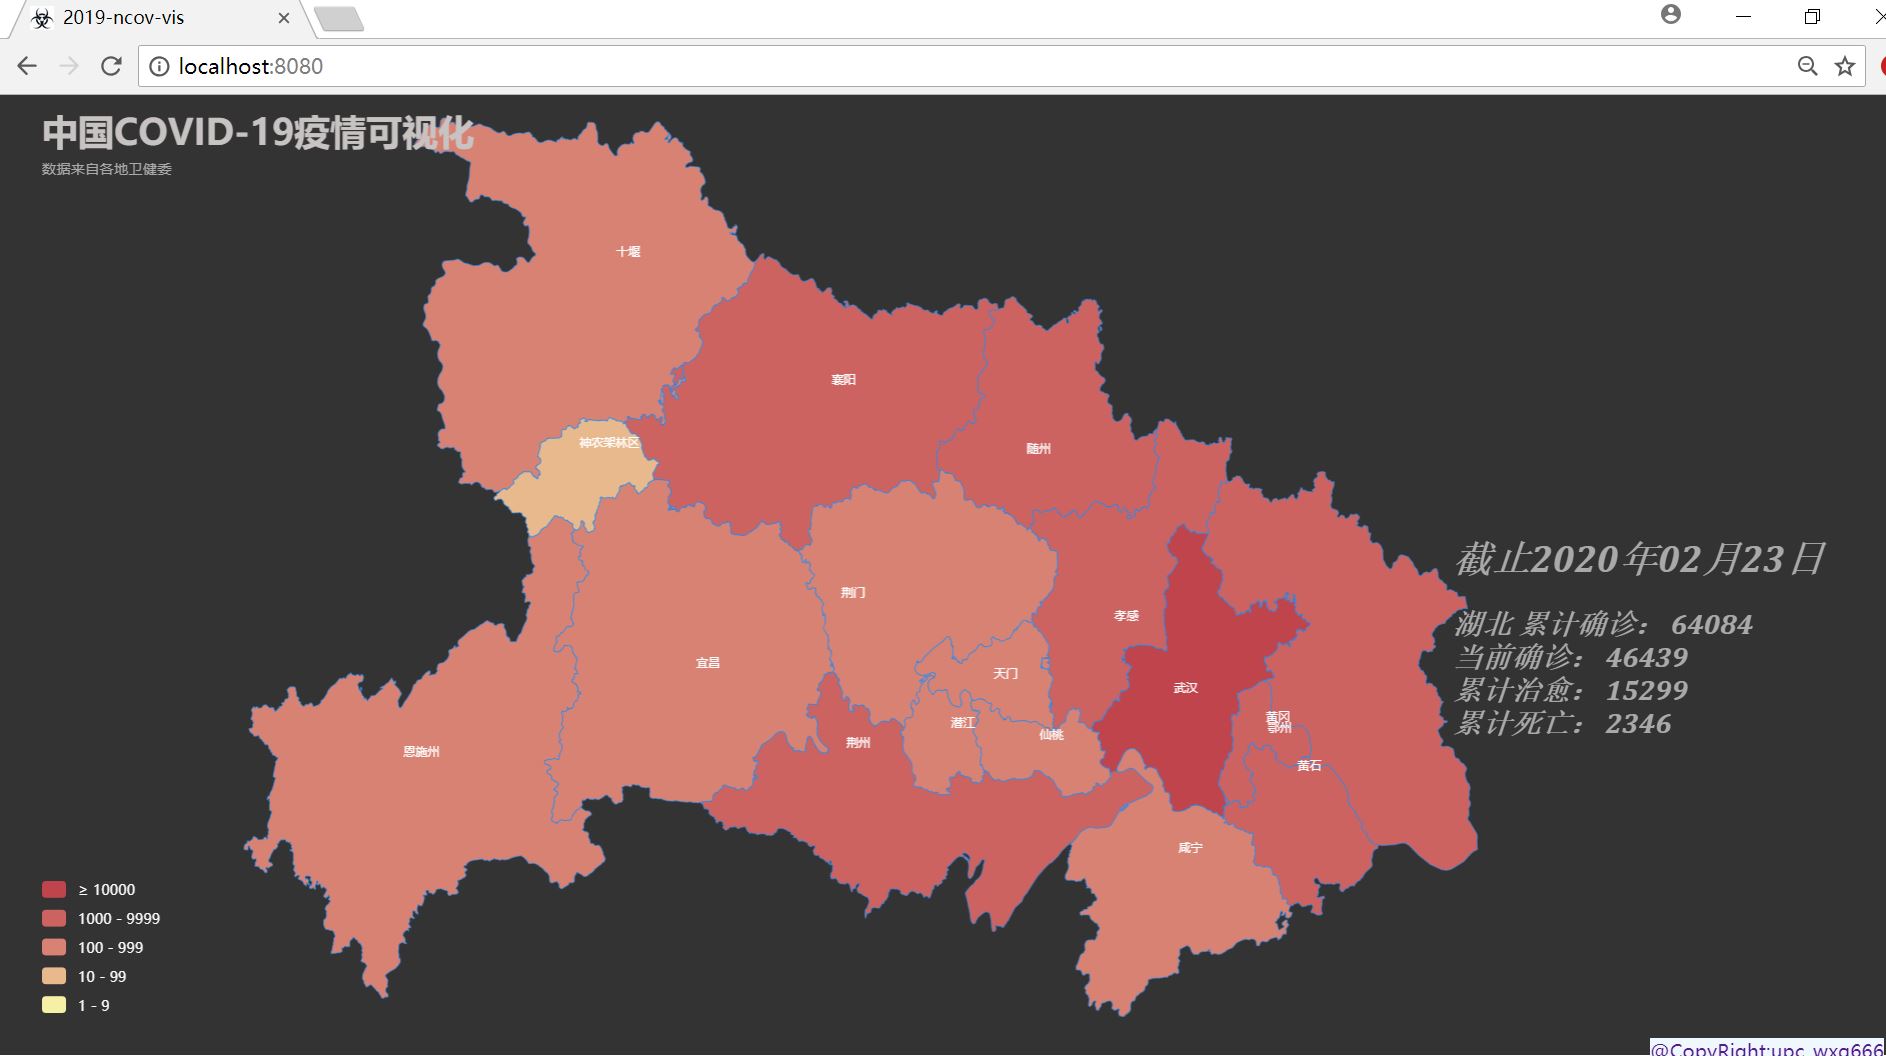 2019-ncov-vis
localhost:8080
中国COVID-19疫情可视化
数据来自各地卫健委
十堰
襄阳
神农架林区
随州
荆门
孝感
宜昌
天门
武汉
潜江
黄冈
鄂州
仙桃
荆州
恩施州
黄石
咸宁
截止2020年02月23日
湖北 累计确诊： 64084
当前确诊： 46439
累计治愈： 15299
累计死亡： 2346
≥ 10000
1000 - 9999
100 - 999
10 - 99
1 - 9
@CopyRight:upc_wxg666